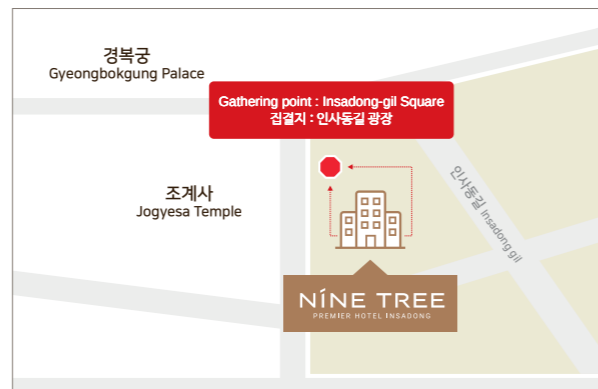 경복궁
Gyeongbokgung Palace
Gathering point : Insadong-gil Square
집결지 : 인사동길 광장
조계사
Jogyesa Temple
인사동길 Insadong gil
NÍNE TREE
PREMIER HOTEL INSADONG